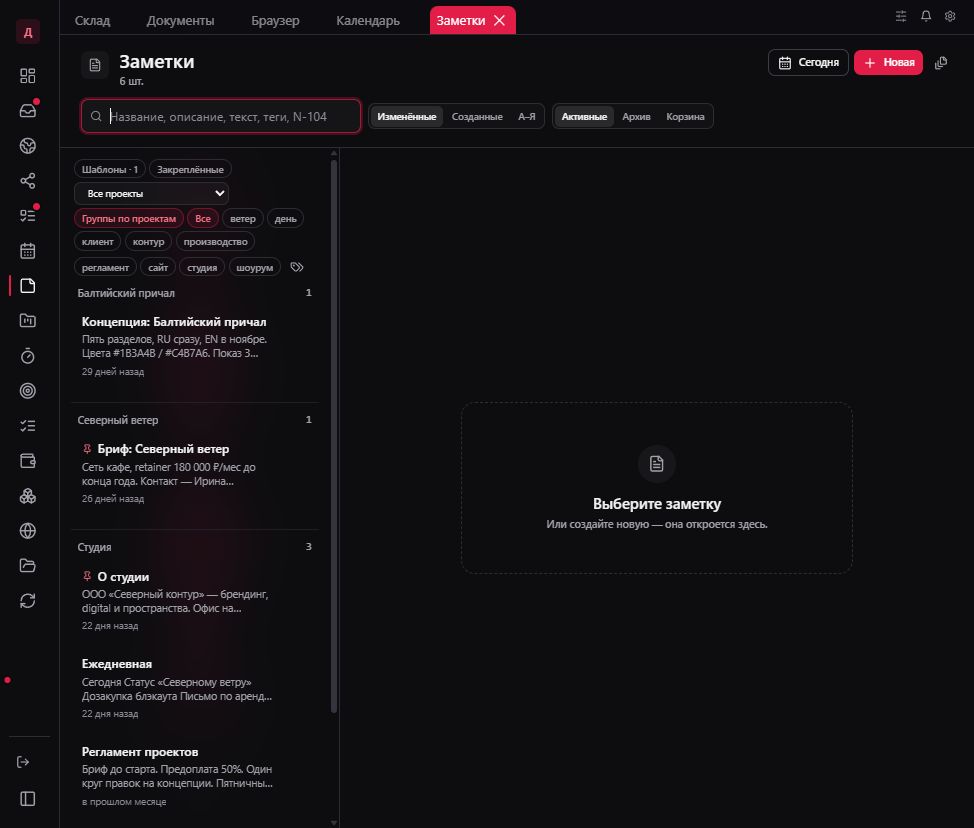 Д
Склад
Документы
Браузер
Календарь
Заметки
Заметки
6 шт.
Сегодня
Новая
Название, описание, текст, теги, N-104
Изменённые
Созданные
А–Я
Активные
Архив
Корзина
Шаблоны · 1
Закреплённые
Все проекты
Группы по проектам
Все
ветер
день
клиент
контур
производство
регламент
сайт
студия
шоурум
Балтийский причал
1
Концепция: Балтийский причал
Пять разделов, RU сразу, EN в ноябре.
Цвета #1B3A4B / #C4B7A6. Показ 3...
29 дней назад
Северный ветер
1
Бриф: Северный ветер
Сеть кафе, retainer 180 000 ₽/мес до
конца года. Контакт — Ирина...
26 дней назад
Студия
3
О студии
ООО «Северный контур» — брендинг,
digital и пространства. Офис на...
22 дня назад
Ежедневная
Сегодня Статус «Северному ветру»
Дозакупка блэкаута Письмо по аренд...
22 дня назад
Регламент проектов
Бриф до старта. Предоплата 50%. Один
круг правок на концепции. Пятничны...
в прошлом месяце
Выберите заметку
Или создайте новую — она откроется здесь.